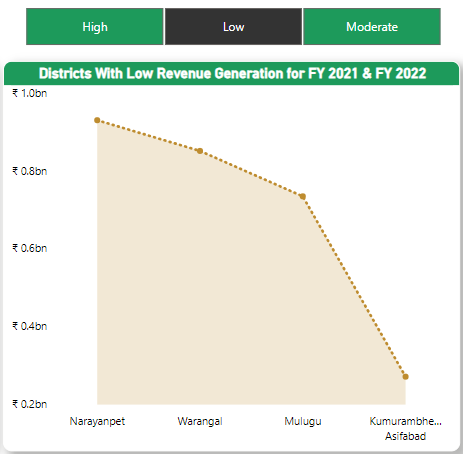 High Low Moderate
Districts With Low Revenue Generation for FY 2021 & FY 2022
₹ 1.0bn
₹ 0.8bn
₹ 0.6bn
₹ 0.4bn
₹ 0.2bn
Narayanpet Warangal Mulugu Kumurambhe...
Asifabad